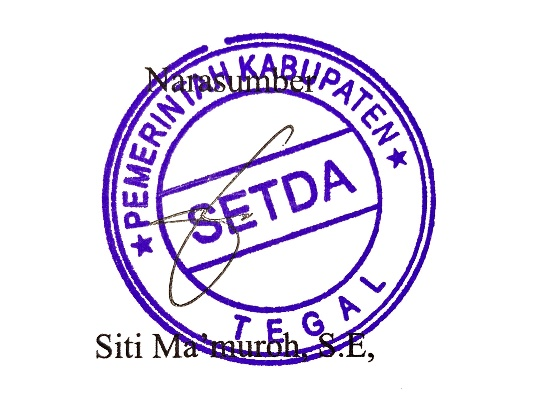 Narasumber
★ PEMERINTAH KABUPATEN ★
SETDA
TEGAL
Siti Ma'muroh, S.E,